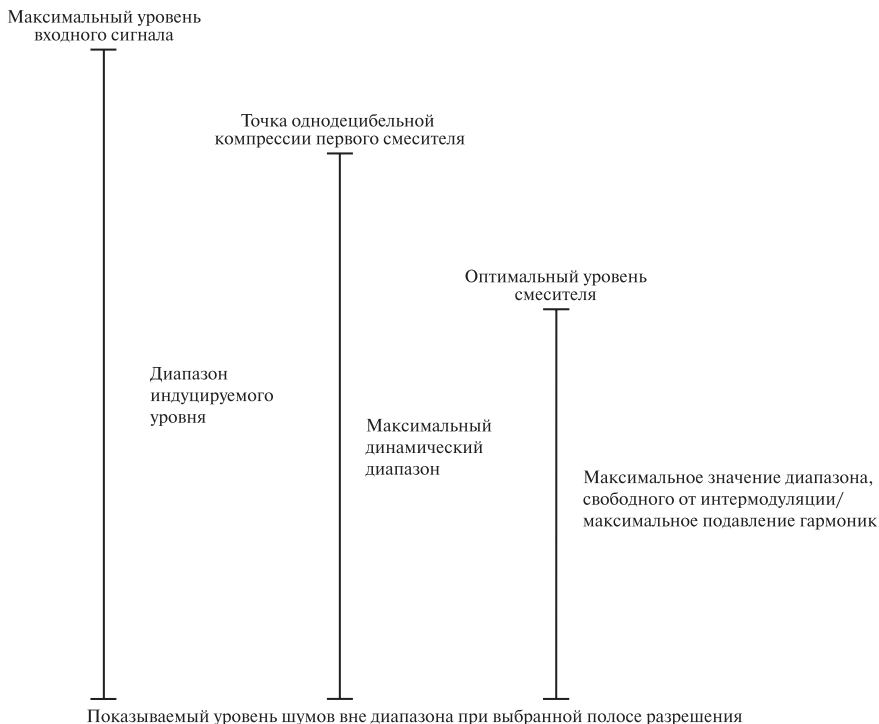 Максимальный уровень
входного сигнала
Точка однодецибельной
компрессии первого смесителя
Оптимальный уровень
смесителя
Диапазон
индуцируемого
уровня
Максимальный
динамический
диапазон
Максимальное значение диапазона,
свободного от интермодуляции/
максимальное подавление гармоник
Показываемый уровень шумов вне диапазона при выбранной полосе разрешения